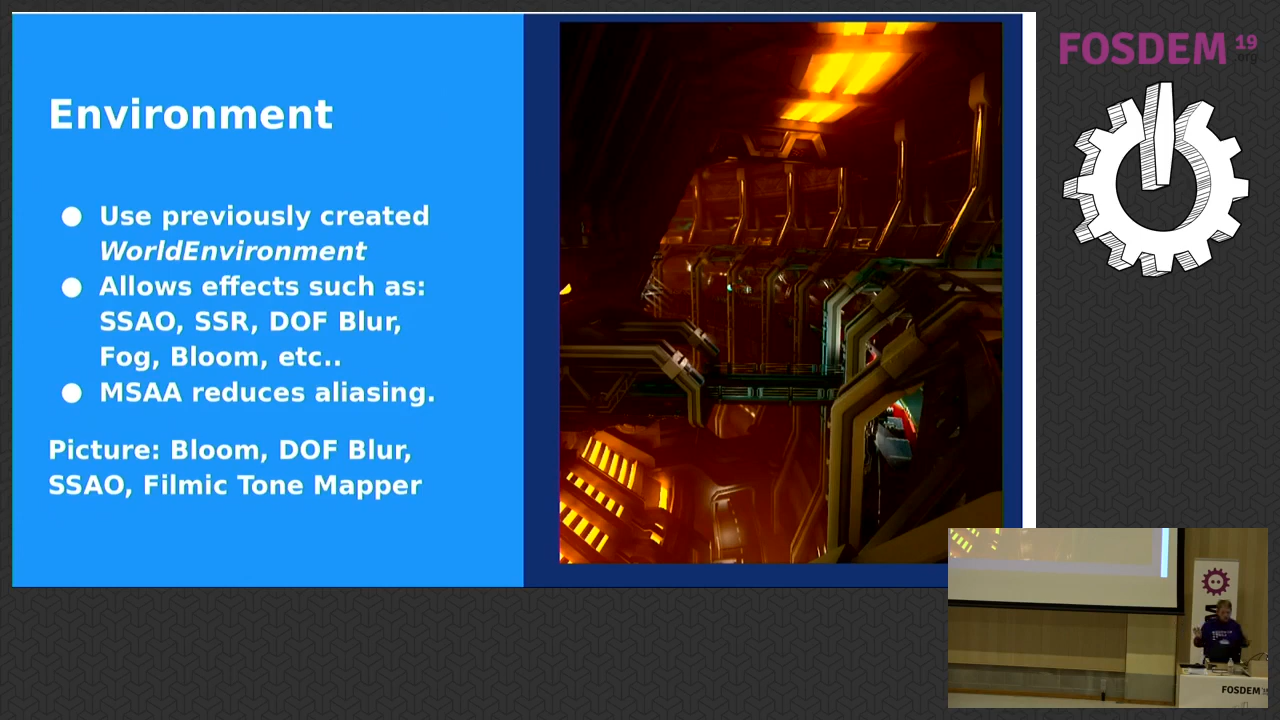 Environment
● Use previously created
WorldEnvironment
● Allows effects such as:
SSAO, SSR, DOF Blur,
Fog, Bloom, etc..
● MSAA reduces aliasing.
Picture: Bloom, DOF Blur,
SSAO, Filmic Tone Mapper
FOSDEM 19
.org
FOSDEM